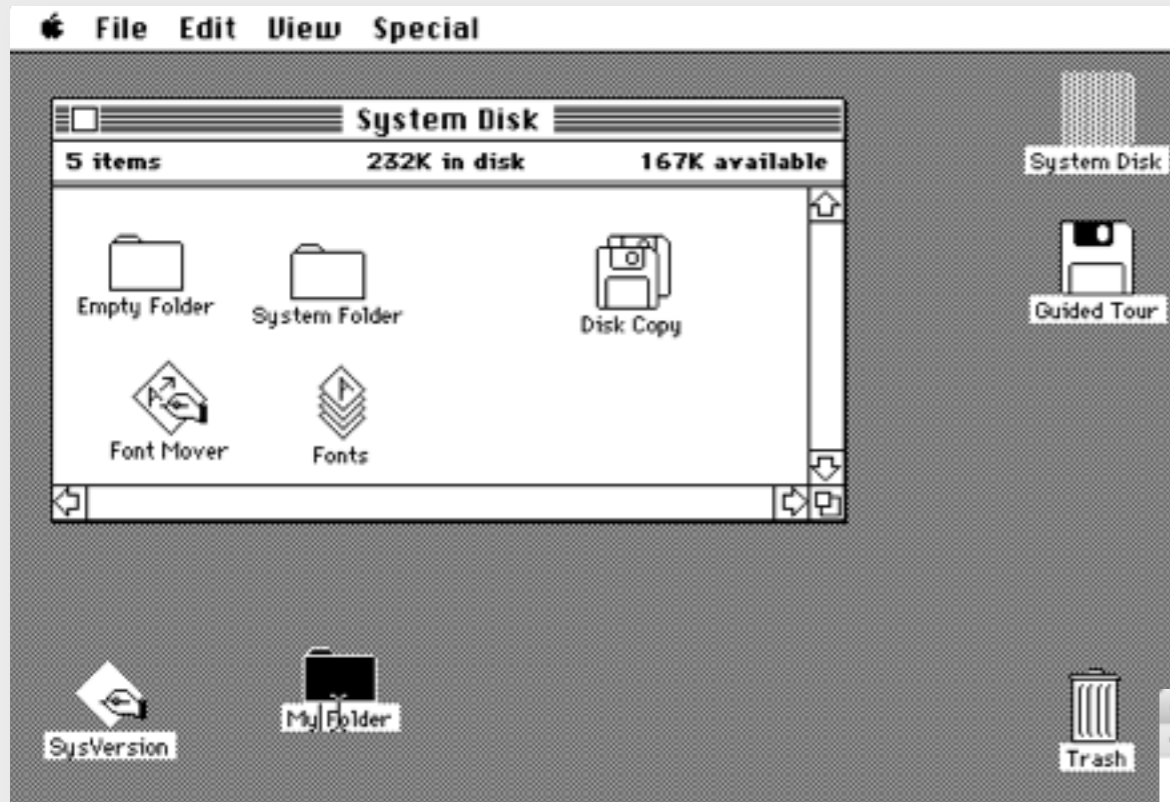 File Edit View Special
System Disk
5 items 232K in disk 167K available
Empty Folder
System Folder
Disk Copy
Font Mover
Fonts
System Disk
Guided Tour
SysVersion
My Folder
Trash